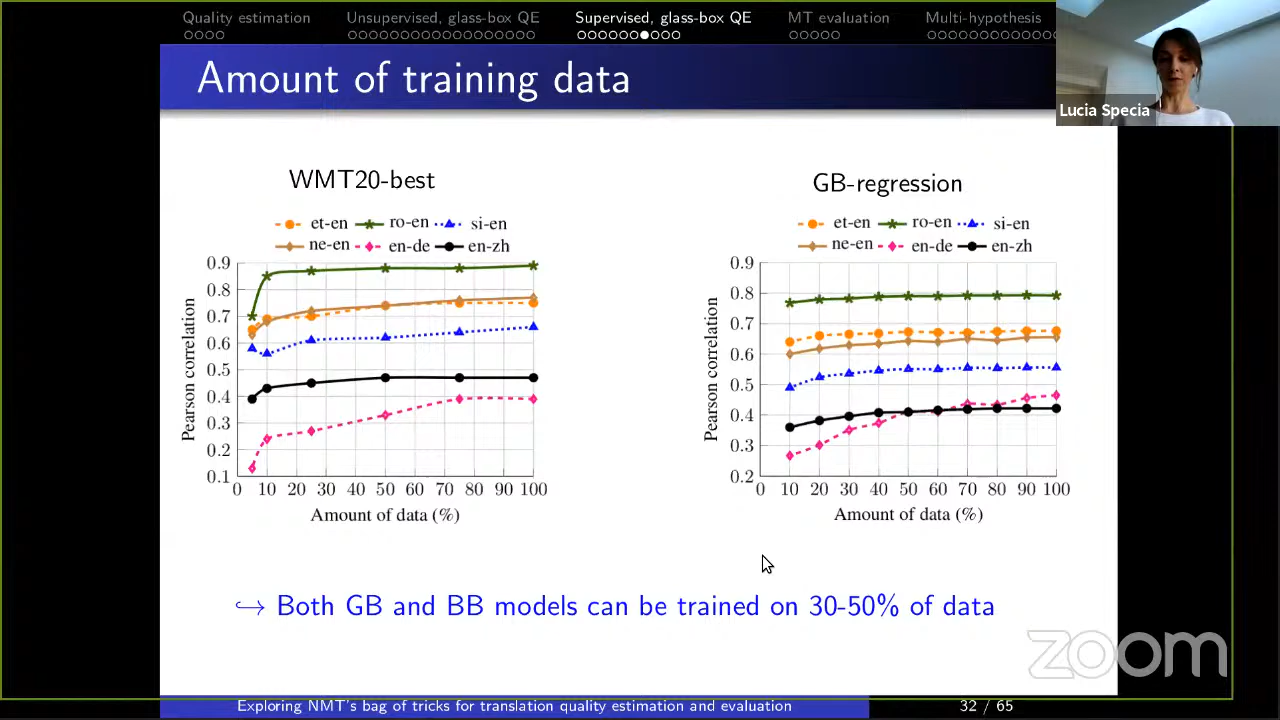 Quality estimation Unsupervised, glass-box QE Supervised, glass-box QE MT evaluation Multi-hypothesis
Amount of training data
Lucia Specia
WMT20-best
et-en ro-en si-en
ne-en en-de en-zh
Pearson correlation
0.9
0.8
0.7
0.6
0.5
0.4
0.3
0.2
0.1
0 10 20 30 40 50 60 70 80 90 100
Amount of data (%)
GB-regression
et-en ro-en si-en
ne-en en-de en-zh
Pearson correlation
0.9
0.8
0.7
0.6
0.5
0.4
0.3
0.2
0 10 20 30 40 50 60 70 80 90 100
Amount of data (%)
↪ Both GB and BB models can be trained on 30-50% of data
zoom
Exploring NMT's bag of tricks for translation quality estimation and evaluation 32 / 65